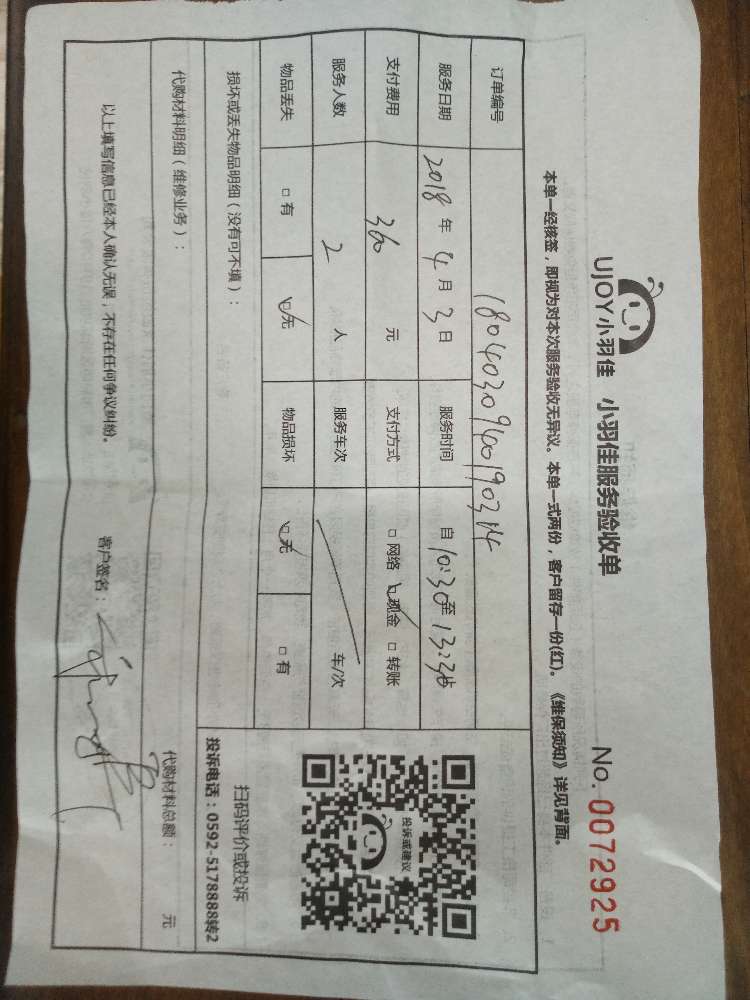 UJOY小羽佳 小羽佳服务验收单
No. 0072925
本单一经核签，即视为对本次服务验收无异议。本单一式两份，客户留存一份(红)。《维保须知》详见背面。
订单编号 1804030940190314
服务日期 2018 年 4 月 3 日 服务时间 自 10:30 至 13:30
支付费用 360 元 支付方式 □ 网络 ☑ 现金 □ 转账
服务人数 2 人 服务车次 / 车/次
物品丢失 □ 有 ☑ 无 物品损坏 ☑ 无 □ 有
投诉或建议
扫码评价或投诉
投诉电话：0592-5178888转2
损坏或丢失物品明细（没有可不填）：
代购材料明细（维修业务）： 代购材料总额： 元
以上填写信息已经本人确认无误，不存在任何争议纠纷。 客户签名：